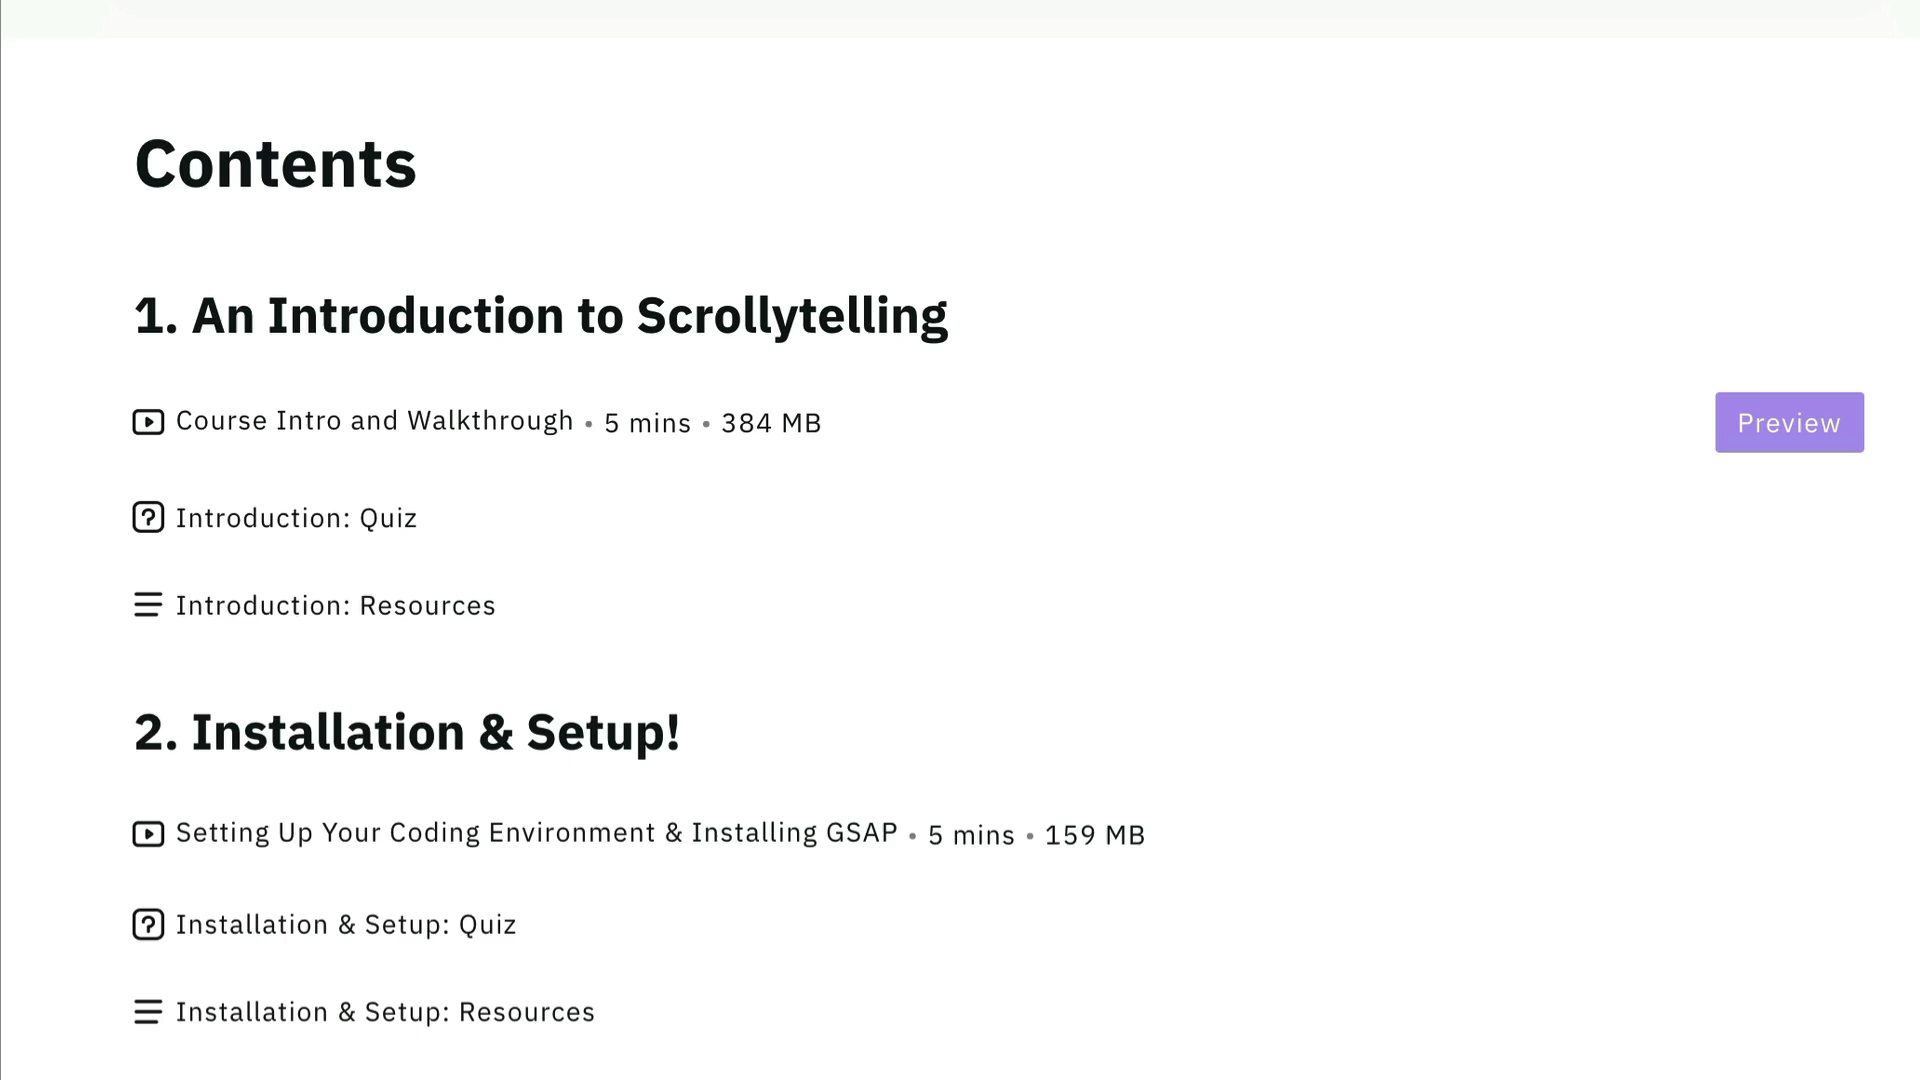 Contents
1. An Introduction to Scrollytelling
Course Intro and Walkthrough • 5 mins • 384 MB
Preview
Introduction: Quiz
Introduction: Resources
2. Installation & Setup!
Setting Up Your Coding Environment & Installing GSAP • 5 mins • 159 MB
Installation & Setup: Quiz
Installation & Setup: Resources